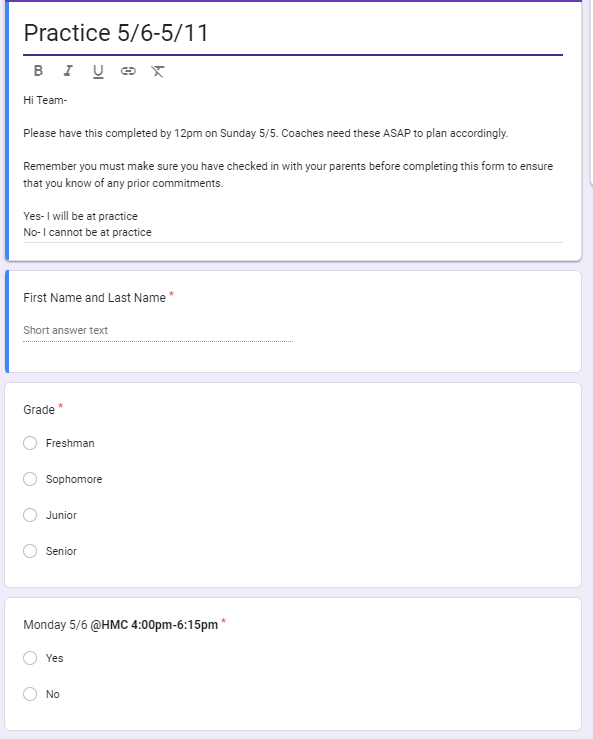 Practice 5/6-5/11
B I U
Hi Team-
Please have this completed by 12pm on Sunday 5/5. Coaches need these ASAP to plan accordingly.
Remember you must make sure you have checked in with your parents before completing this form to ensure
that you know of any prior commitments.
Yes- I will be at practice
No- I cannot be at practice
First Name and Last Name *
Short answer text
Grade *
Freshman
Sophomore
Junior
Senior
Monday 5/6 @HMC 4:00pm-6:15pm *
Yes
No